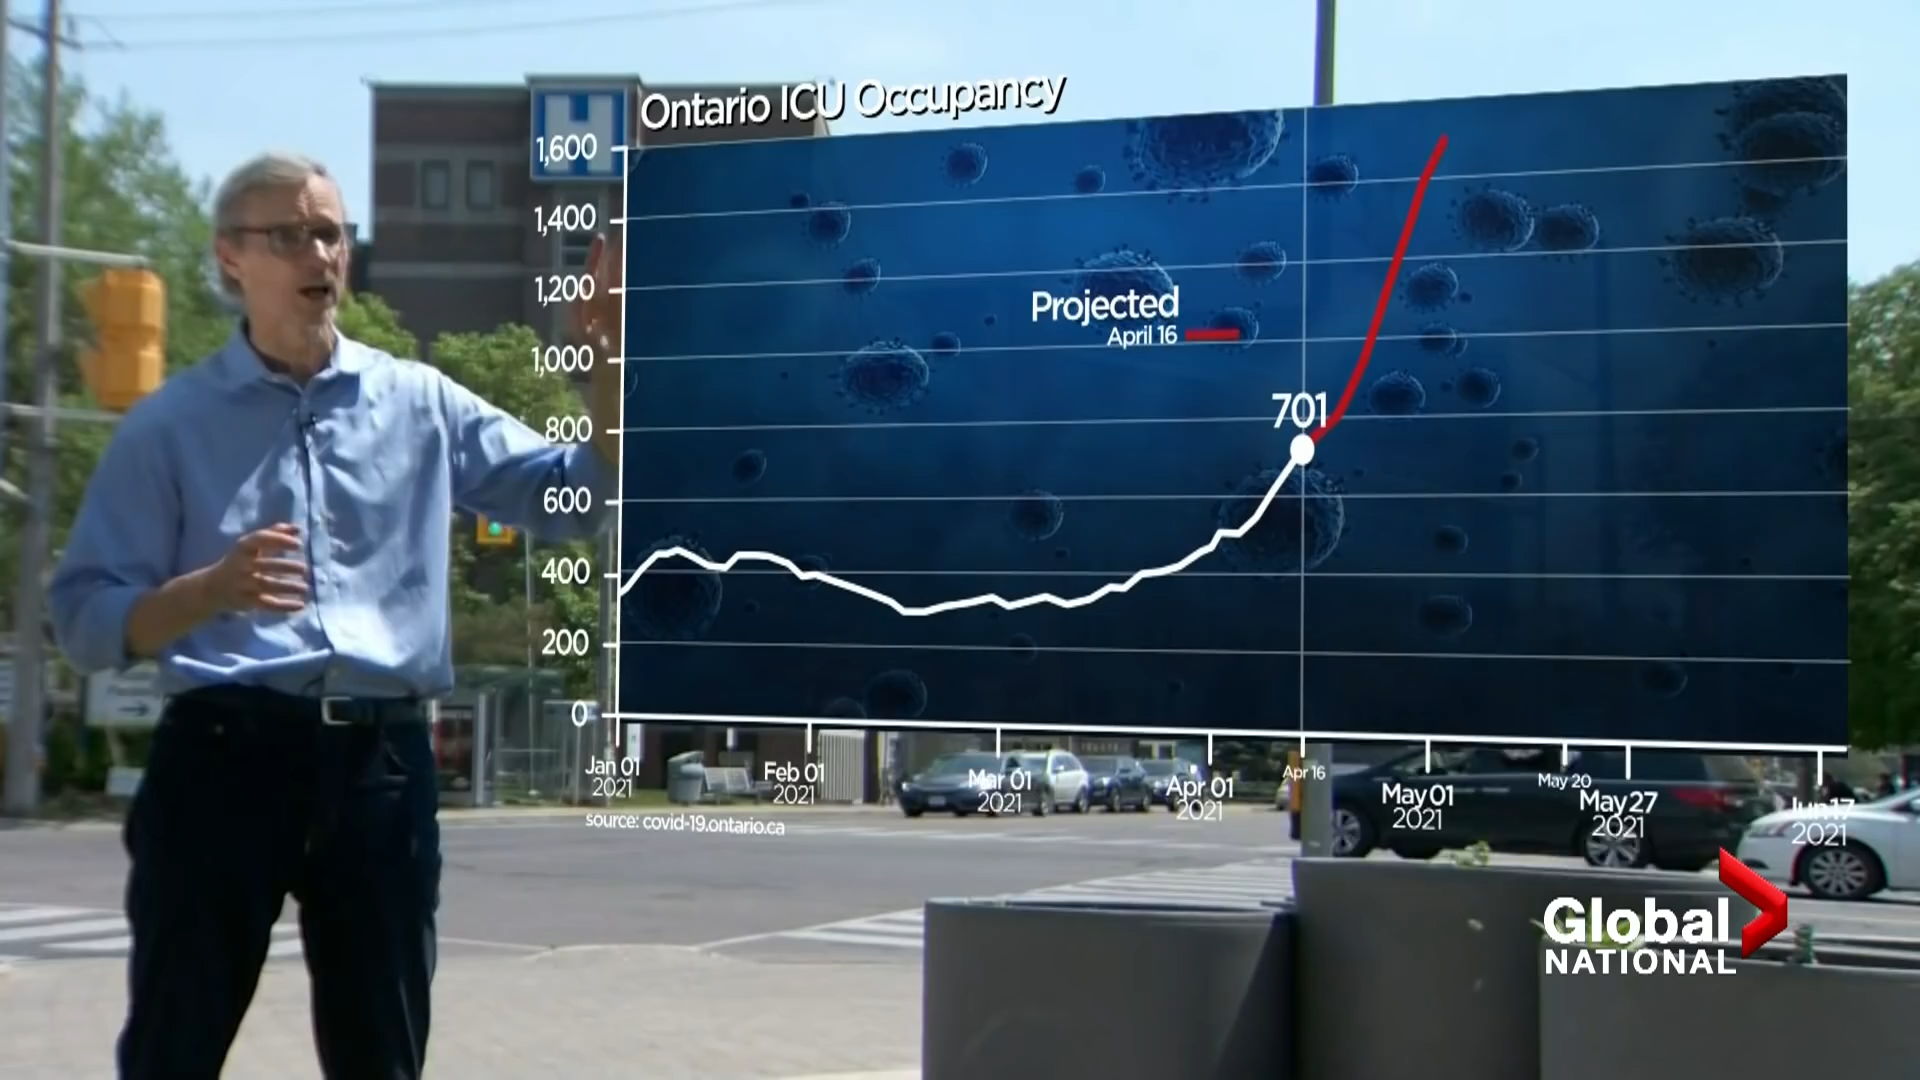 H
Ontario ICU Occupancy
1,600
1,400
1,200
1,000
800
600
400
200
0
Projected
April 16
701
Jan 01
2021
Feb 01
2021
Mar 01
2021
Apr 01
2021
Apr 16
May 01
2021
May 20
May 27
2021
Jun 17
2021
source: covid-19.ontario.ca
Global
NATIONAL